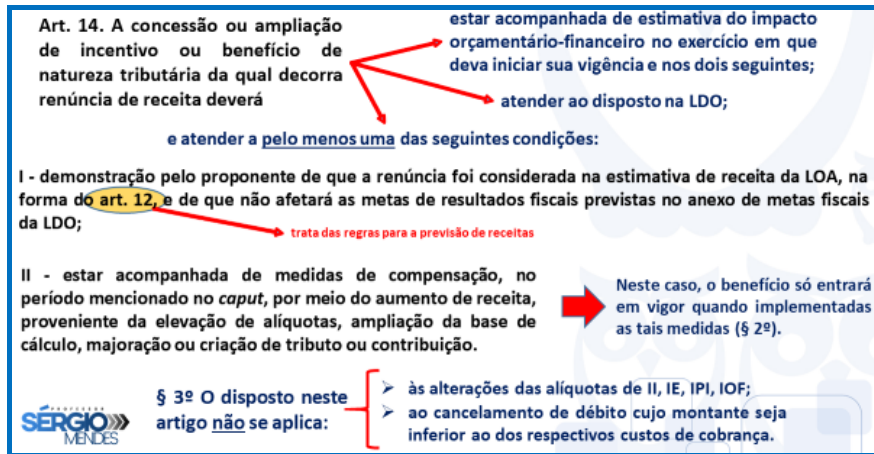 Art. 14. A concessão ou ampliação
de incentivo ou benefício de
natureza tributária da qual decorra
renúncia de receita deverá
estar acompanhada de estimativa do impacto
orçamentário-financeiro no exercício em que
deva iniciar sua vigência e nos dois seguintes;
atender ao disposto na LDO;
e atender a pelo menos uma das seguintes condições:
I - demonstração pelo proponente de que a renúncia foi considerada na estimativa de receita da LOA, na
forma do art. 12, e de que não afetará as metas de resultados fiscais previstas no anexo de metas fiscais
da LDO;
trata das regras para a previsão de receitas
II - estar acompanhada de medidas de compensação, no
período mencionado no caput, por meio do aumento de receita,
proveniente da elevação de alíquotas, ampliação da base de
cálculo, majoração ou criação de tributo ou contribuição.
Neste caso, o benefício só entrará
em vigor quando implementadas
as tais medidas (§ 2º).
§ 3º O disposto neste
artigo não se aplica:
➢ às alterações das alíquotas de II, IE, IPI, IOF;
➢ ao cancelamento de débito cujo montante seja
inferior ao dos respectivos custos de cobrança.
PROFESSOR
SÉRGIO
MENDES